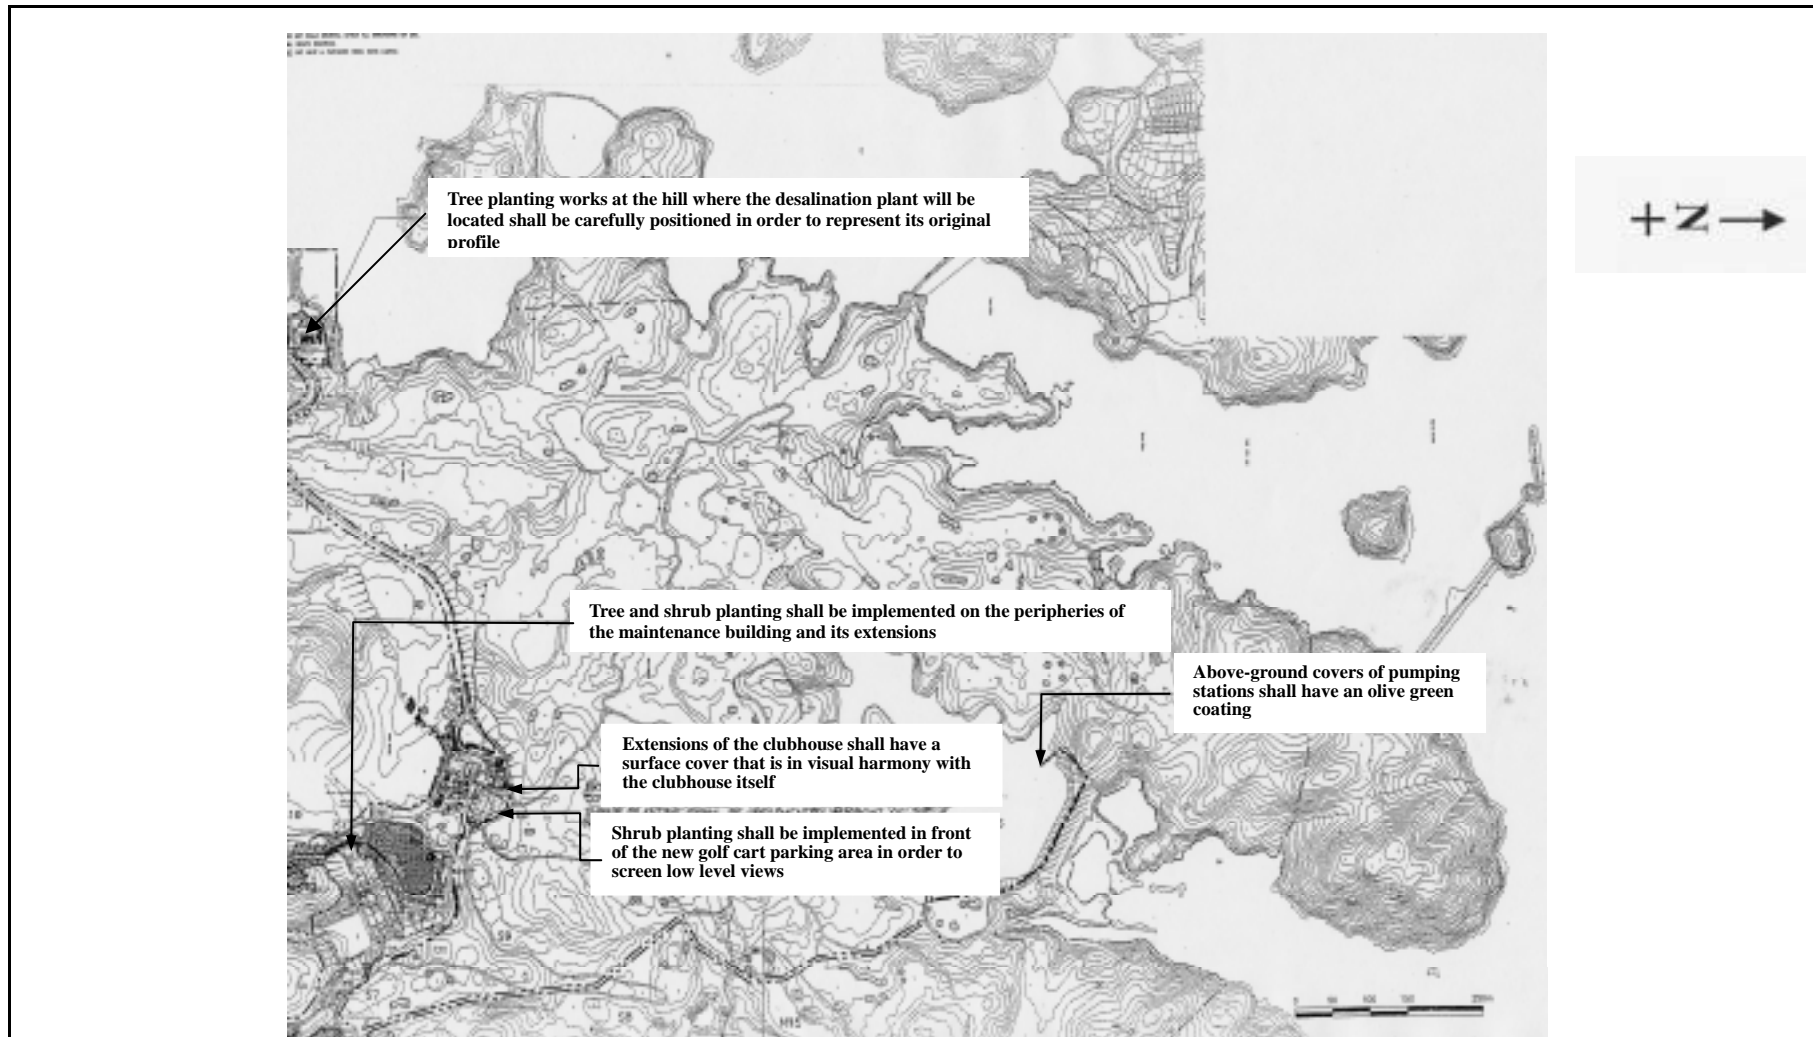 Tree planting works at the hill where the desalination plant will be
located shall be carefully positioned in order to represent its original
profile
+Z
Tree and shrub planting shall be implemented on the peripheries of
the maintenance building and its extensions
Above-ground covers of pumping
stations shall have an olive green
coating
Extensions of the clubhouse shall have a
surface cover that is in visual harmony with
the clubhouse itself
Shrub planting shall be implemented in front
of the new golf cart parking area in order to
screen low level views
S9
S7
S8